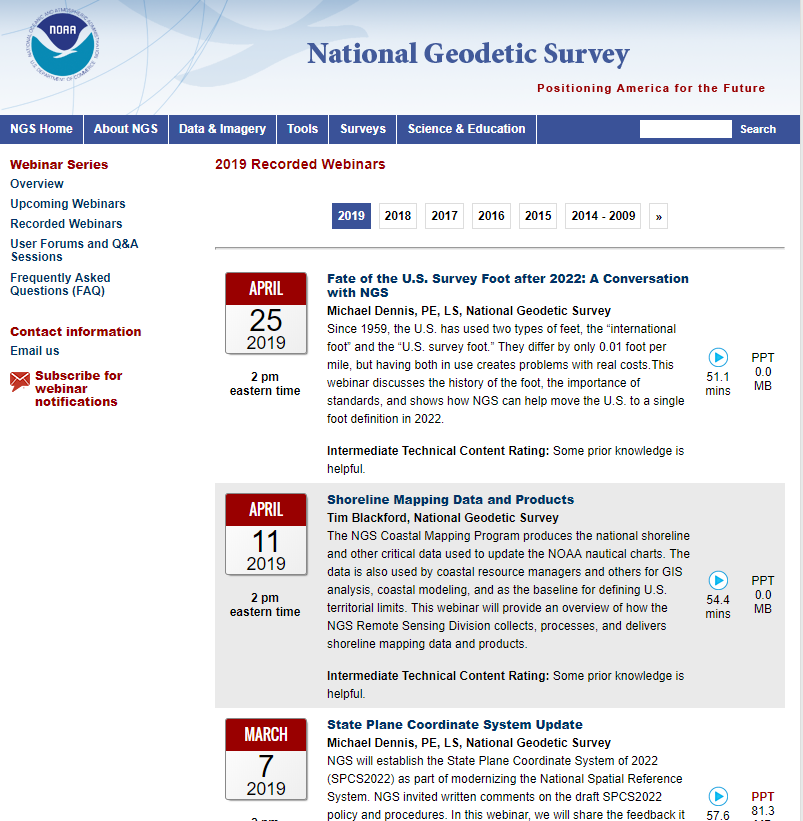 NOAA
NATIONAL OCEANIC AND ATMOSPHERIC ADMINISTRATION
U.S. DEPARTMENT OF COMMERCE
National Geodetic Survey
Positioning America for the Future
NGS Home
About NGS
Data & Imagery
Tools
Surveys
Science & Education
Search
Webinar Series
Overview
Upcoming Webinars
Recorded Webinars
User Forums and Q&A
Sessions
Frequently Asked
Questions (FAQ)
Contact information
Email us
Subscribe for
webinar
notifications
2019 Recorded Webinars
2019 2018 2017 2016 2015 2014 - 2009 »
APRIL
25
2019
2 pm
eastern time
Fate of the U.S. Survey Foot after 2022: A Conversation
with NGS
Michael Dennis, PE, LS, National Geodetic Survey
Since 1959, the U.S. has used two types of feet, the “international
foot” and the “U.S. survey foot.” They differ by only 0.01 foot per
mile, but having both in use creates problems with real costs.This
webinar discusses the history of the foot, the importance of
standards, and shows how NGS can help move the U.S. to a single
foot definition in 2022.
Intermediate Technical Content Rating: Some prior knowledge is
helpful.
51.1
mins
PPT
0.0
MB
APRIL
11
2019
2 pm
eastern time
Shoreline Mapping Data and Products
Tim Blackford, National Geodetic Survey
The NGS Coastal Mapping Program produces the national shoreline
and other critical data used to update the NOAA nautical charts. The
data is also used by coastal resource managers and others for GIS
analysis, coastal modeling, and as the baseline for defining U.S.
territorial limits. This webinar will provide an overview of how the
NGS Remote Sensing Division collects, processes, and delivers
shoreline mapping data and products.
Intermediate Technical Content Rating: Some prior knowledge is
helpful.
54.4
mins
PPT
0.0
MB
MARCH
7
2019
State Plane Coordinate System Update
Michael Dennis, PE, LS, National Geodetic Survey
NGS will establish the State Plane Coordinate System of 2022
(SPCS2022) as part of modernizing the National Spatial Reference
System. NGS invited written comments on the draft SPCS2022
policy and procedures. In this webinar, we will share the feedback it
57.6
PPT
81.3